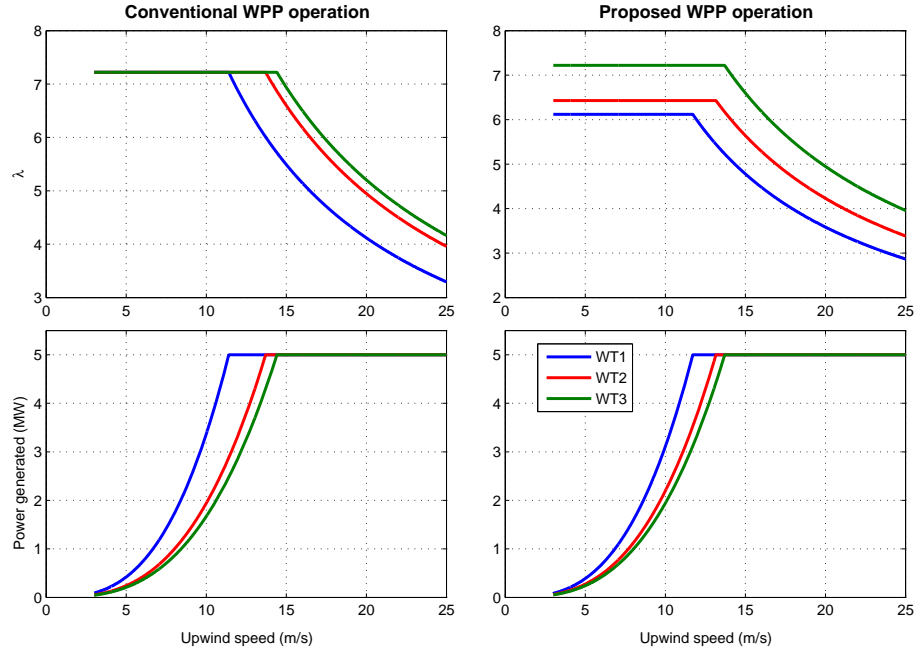 Conventional WPP operation
Proposed WPP operation
8
7
6
5
4
3
λ
0 5 10 15 20 25
8
7
6
5
4
3
2
0 5 10 15 20 25
5
4
3
2
1
0
Power generated (MW)
0 5 10 15 20 25
Upwind speed (m/s)
5
4
3
2
1
0
WT1
WT2
WT3
0 5 10 15 20 25
Upwind speed (m/s)